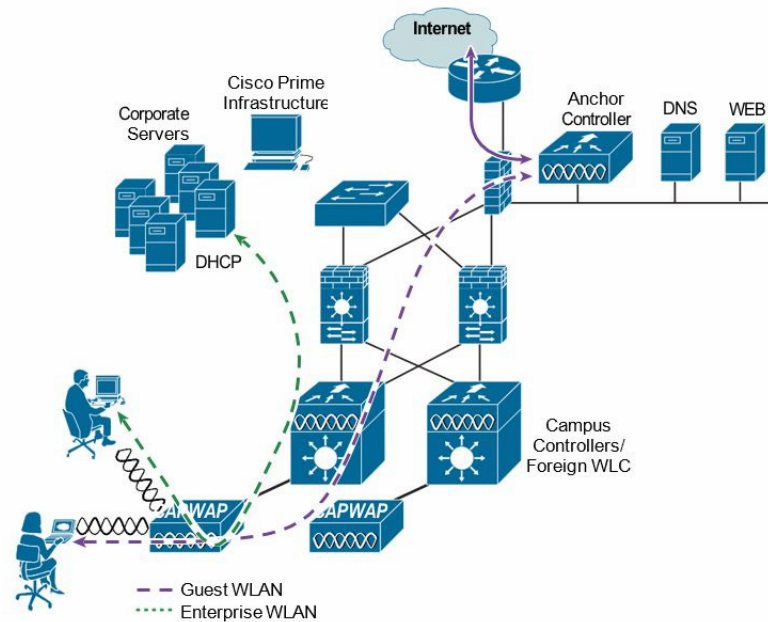 Internet
Cisco Prime
Infrastructure
Corporate
Servers
Anchor
Controller
DNS
WEB
DHCP
Campus
Controllers/
Foreign WLC
CAPWAP
CAPWAP
Guest WLAN
Enterprise WLAN